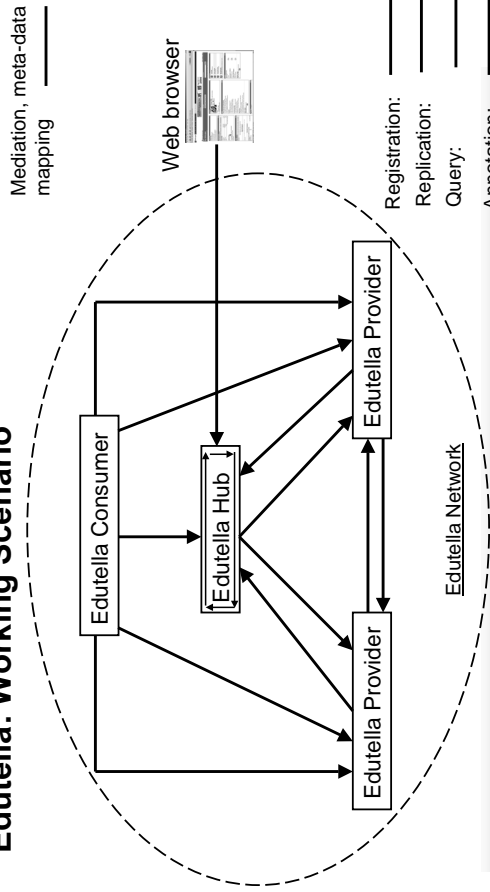 Edutella: Working Scenario
Mediation, meta-data
mapping
Web browser
Edutella Consumer
Edutella Hub
Edutella Provider
Edutella Provider
Edutella Network
Registration:
Replication:
Query:
Annotation: